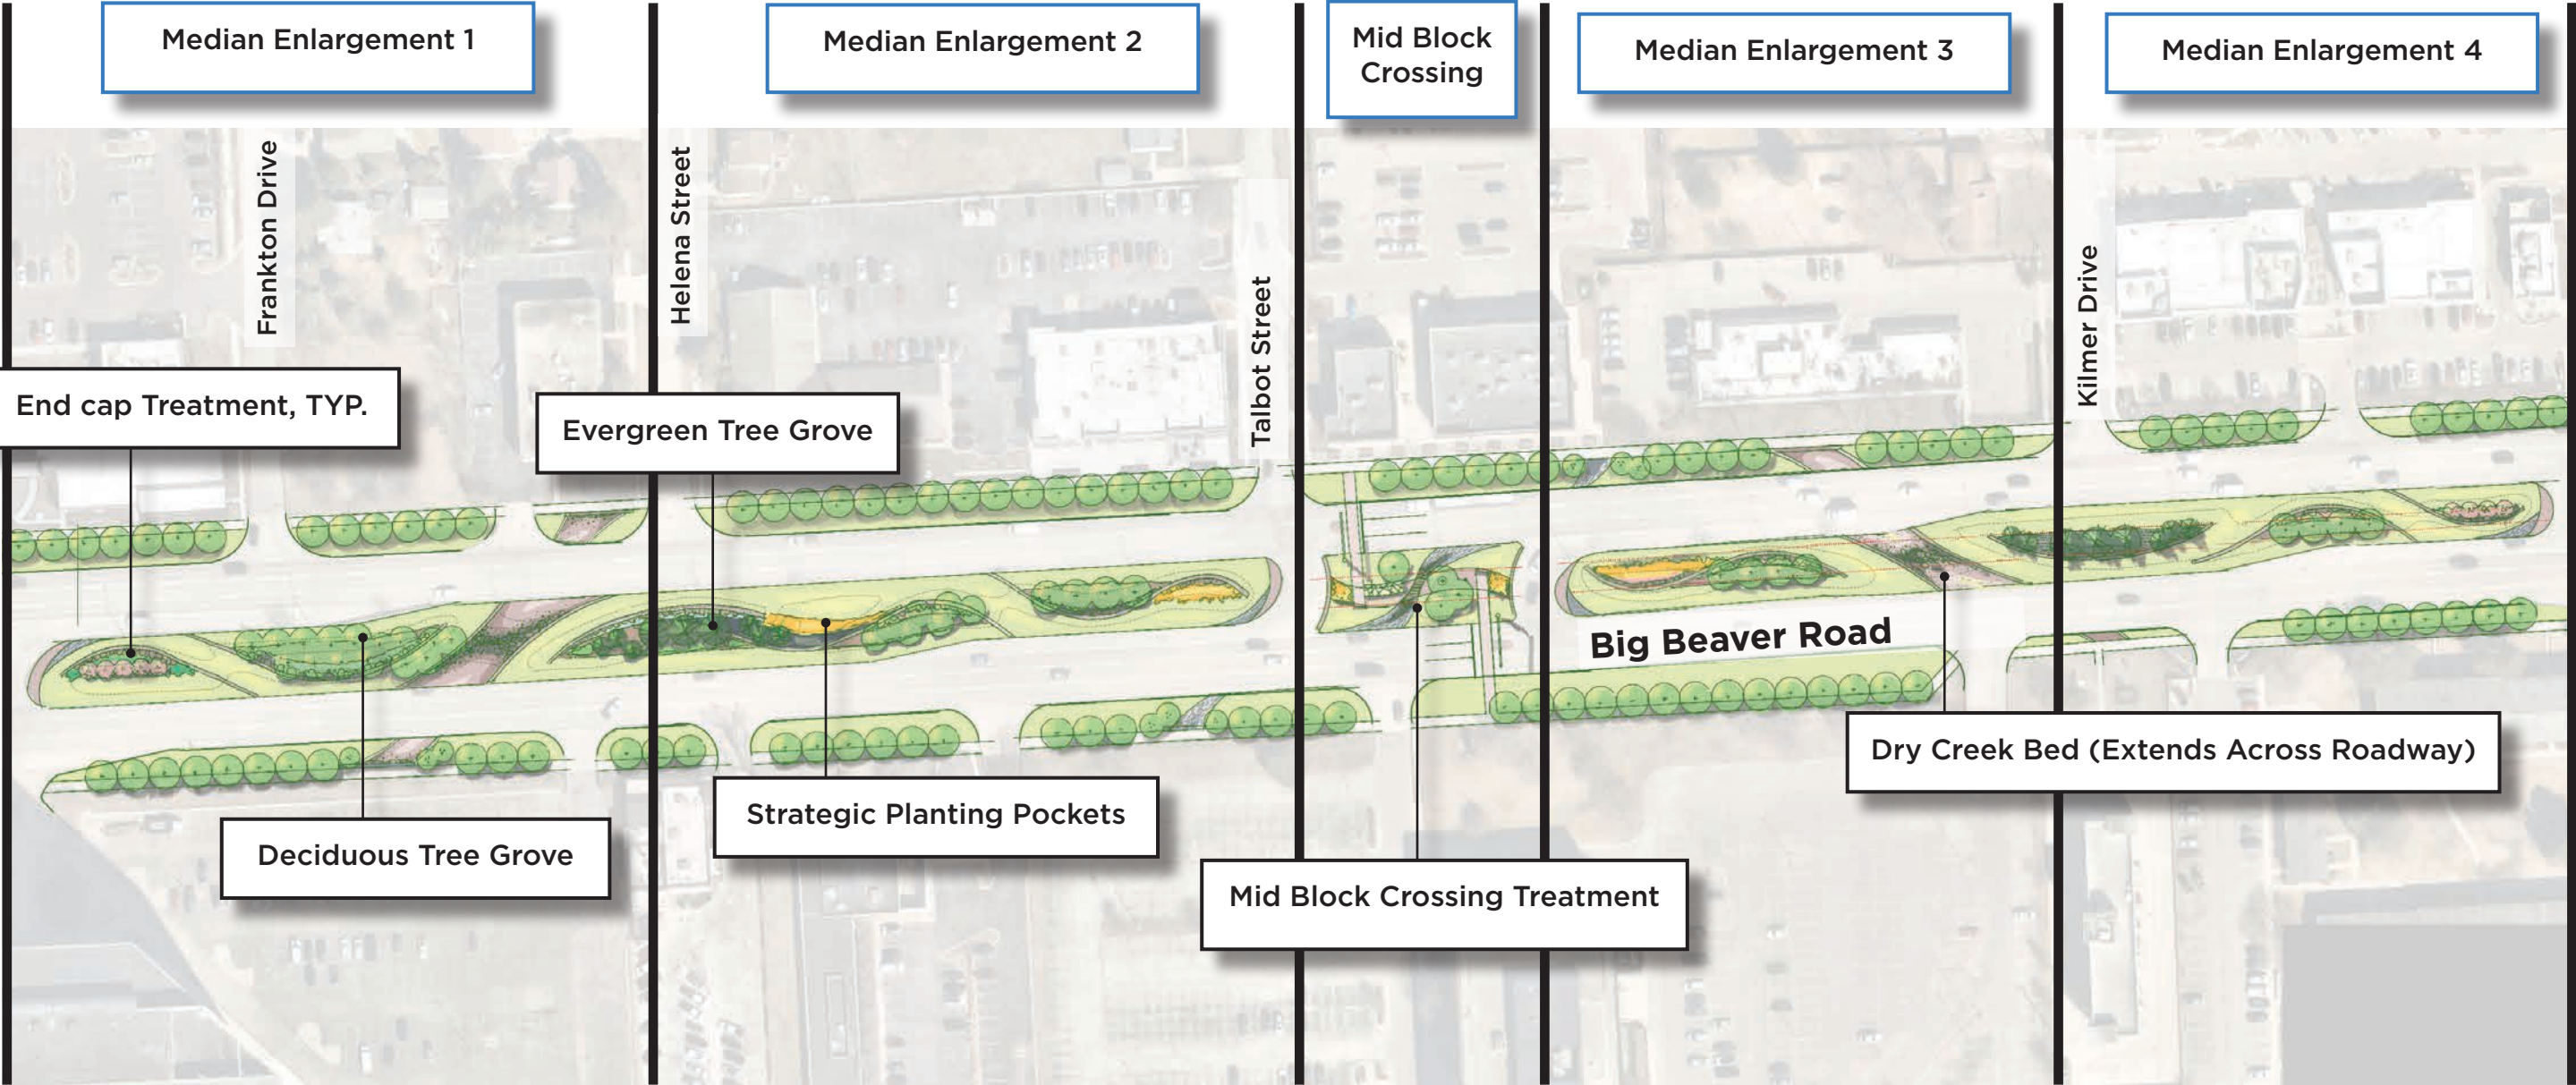 Median Enlargement 1
Median Enlargement 2
Mid Block
Crossing
Median Enlargement 3
Median Enlargement 4
Frankton Drive
Helena Street
Talbot Street
Kilmer Drive
End cap Treatment, TYP.
Evergreen Tree Grove
Big Beaver Road
Dry Creek Bed (Extends Across Roadway)
Strategic Planting Pockets
Deciduous Tree Grove
Mid Block Crossing Treatment